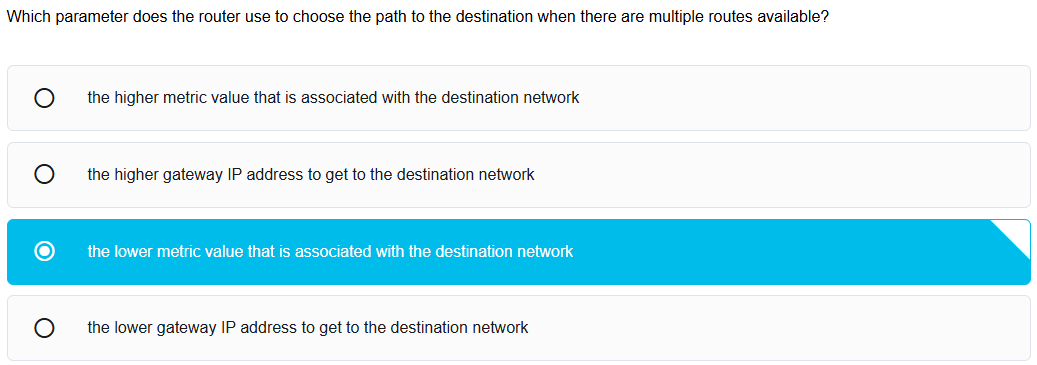 Which parameter does the router use to choose the path to the destination when there are multiple routes available?
the higher metric value that is associated with the destination network
the higher gateway IP address to get to the destination network
the lower metric value that is associated with the destination network
the lower gateway IP address to get to the destination network